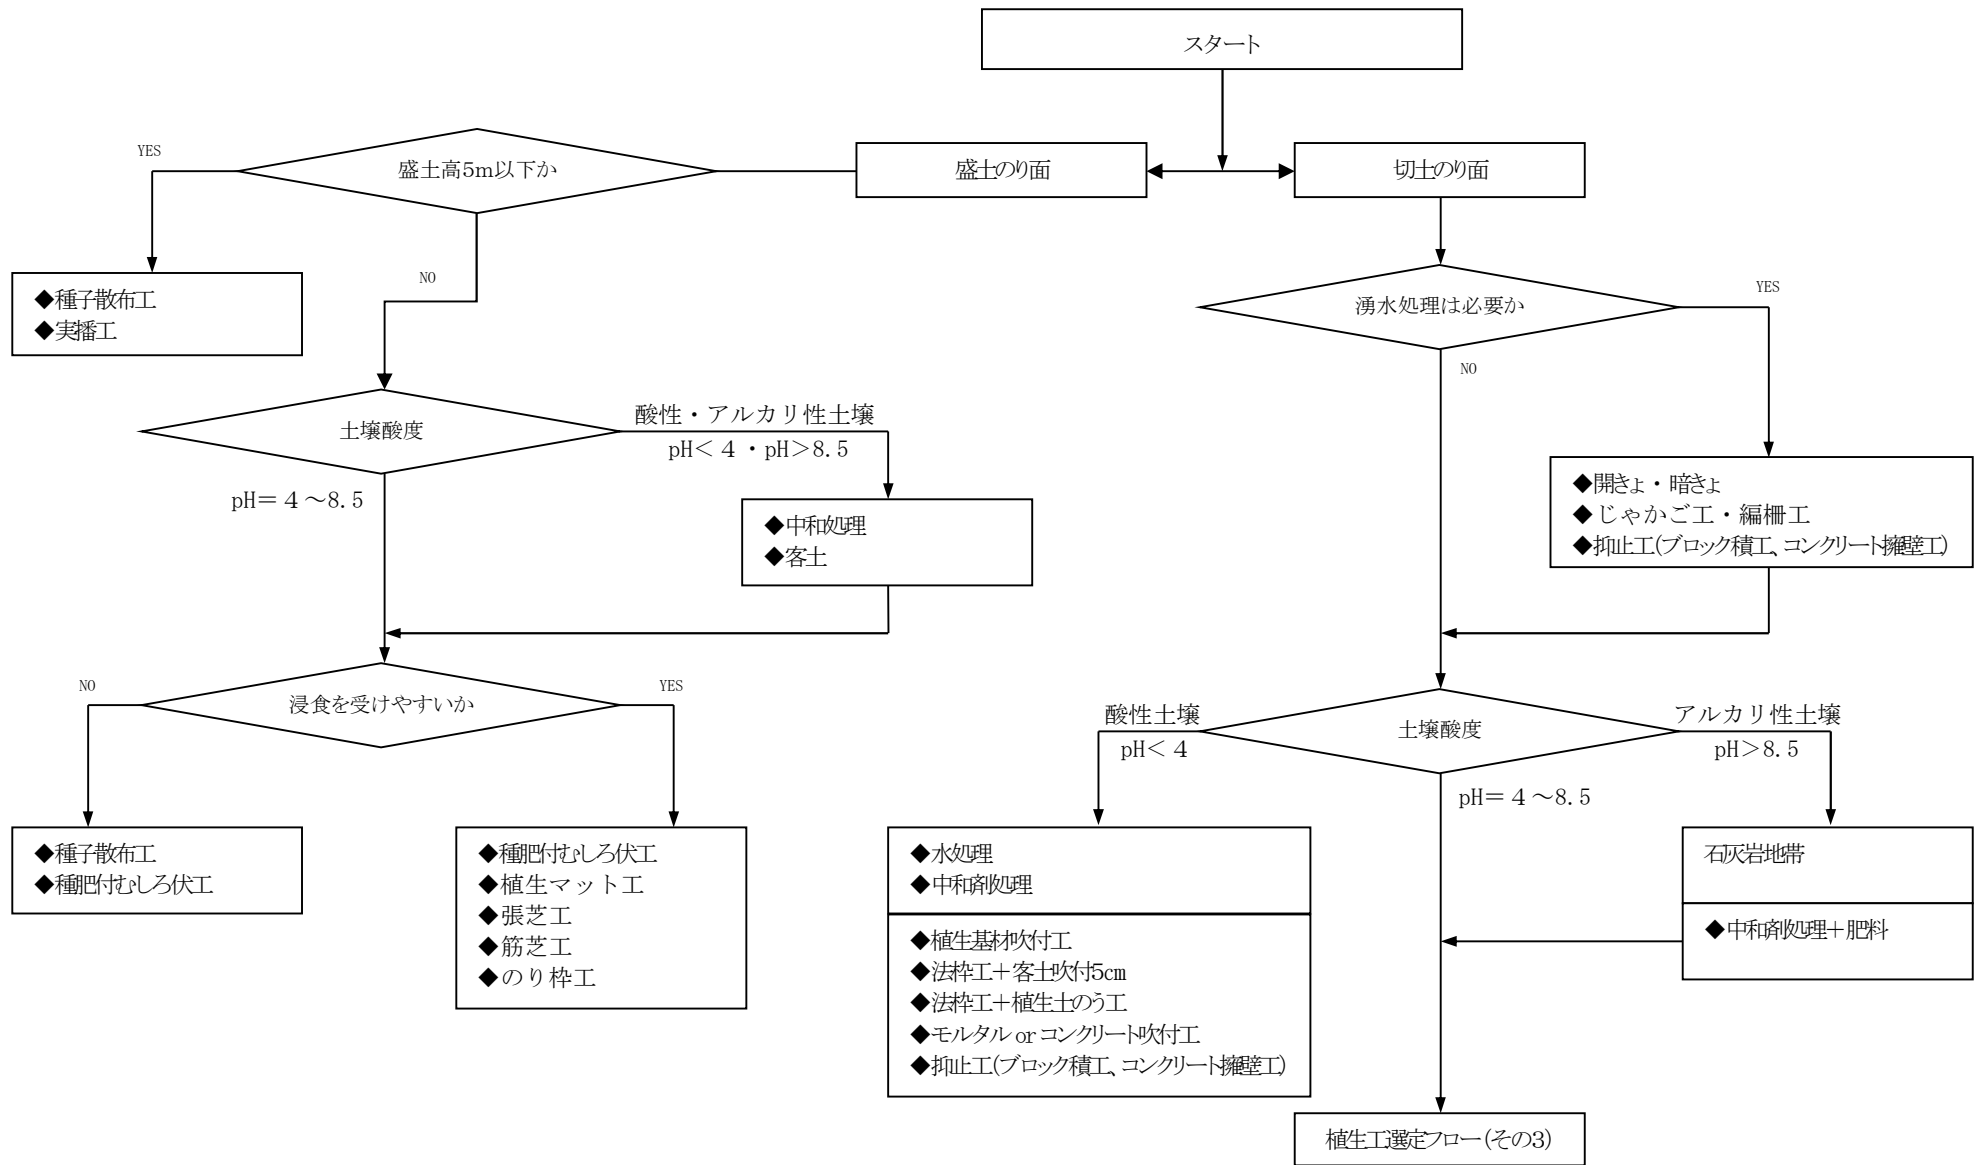 スタート
YES
盛土高5m以下か
盛土のり面
切土のり面
NO
◆種子散布工
◆実播工
湧水処理は必要か
YES
NO
土壌酸度
酸性・アルカリ性土壌
pH＜４・pH＞8.5
pH＝４～8.5
◆中和処理
◆客土
◆開きょ・暗きょ
◆じゃかご工・編柵工
◆抑止工(ブロック積工、コンクリート擁壁工)
NO
浸食を受けやすいか
YES
酸性土壌
pH＜４
土壌酸度
アルカリ性土壌
pH＞8.5
pH＝４～8.5
◆種子散布工
◆種肥付むしろ伏工
◆種肥付むしろ伏工
◆植生マット工
◆張芝工
◆筋芝工
◆のり枠工
◆水処理
◆中和剤処理
◆植生基材吹付工
◆法枠工＋客土吹付5cm
◆法枠工＋植生土のう工
◆モルタル or コンクリート吹付工
◆抑止工(ブロック積工、コンクリート擁壁工)
石灰岩地帯
◆中和剤処理＋肥料
植生工選定フロー(その3)